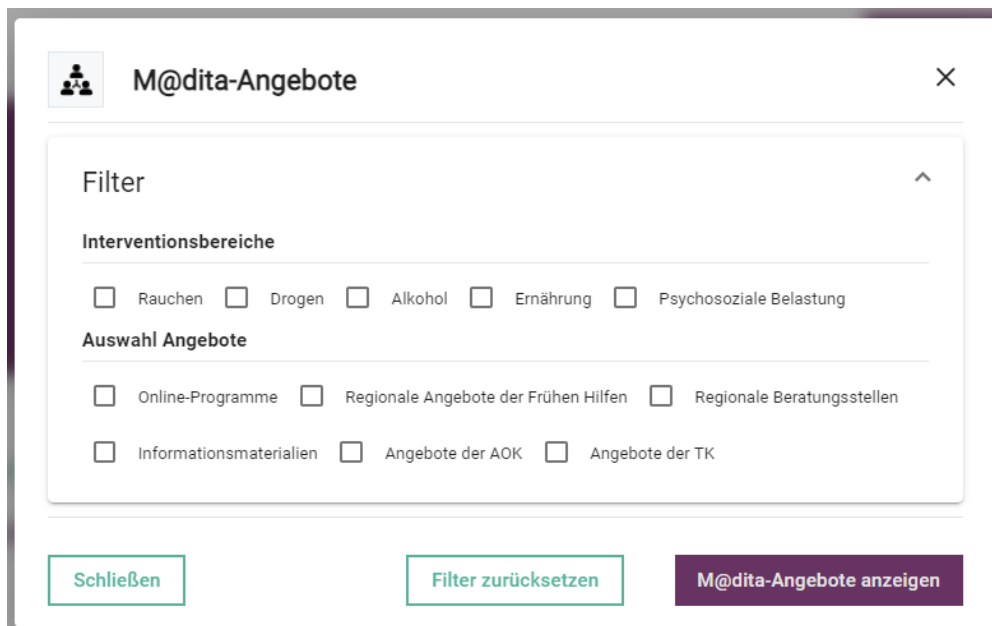 M@dita-Angebote
Filter
Interventionsbereiche
Rauchen Drogen Alkohol Ernährung Psychosoziale Belastung
Auswahl Angebote
Online-Programme Regionale Angebote der Frühen Hilfen Regionale Beratungsstellen
Informationsmaterialien Angebote der AOK Angebote der TK
Schließen Filter zurücksetzen M@dita-Angebote anzeigen